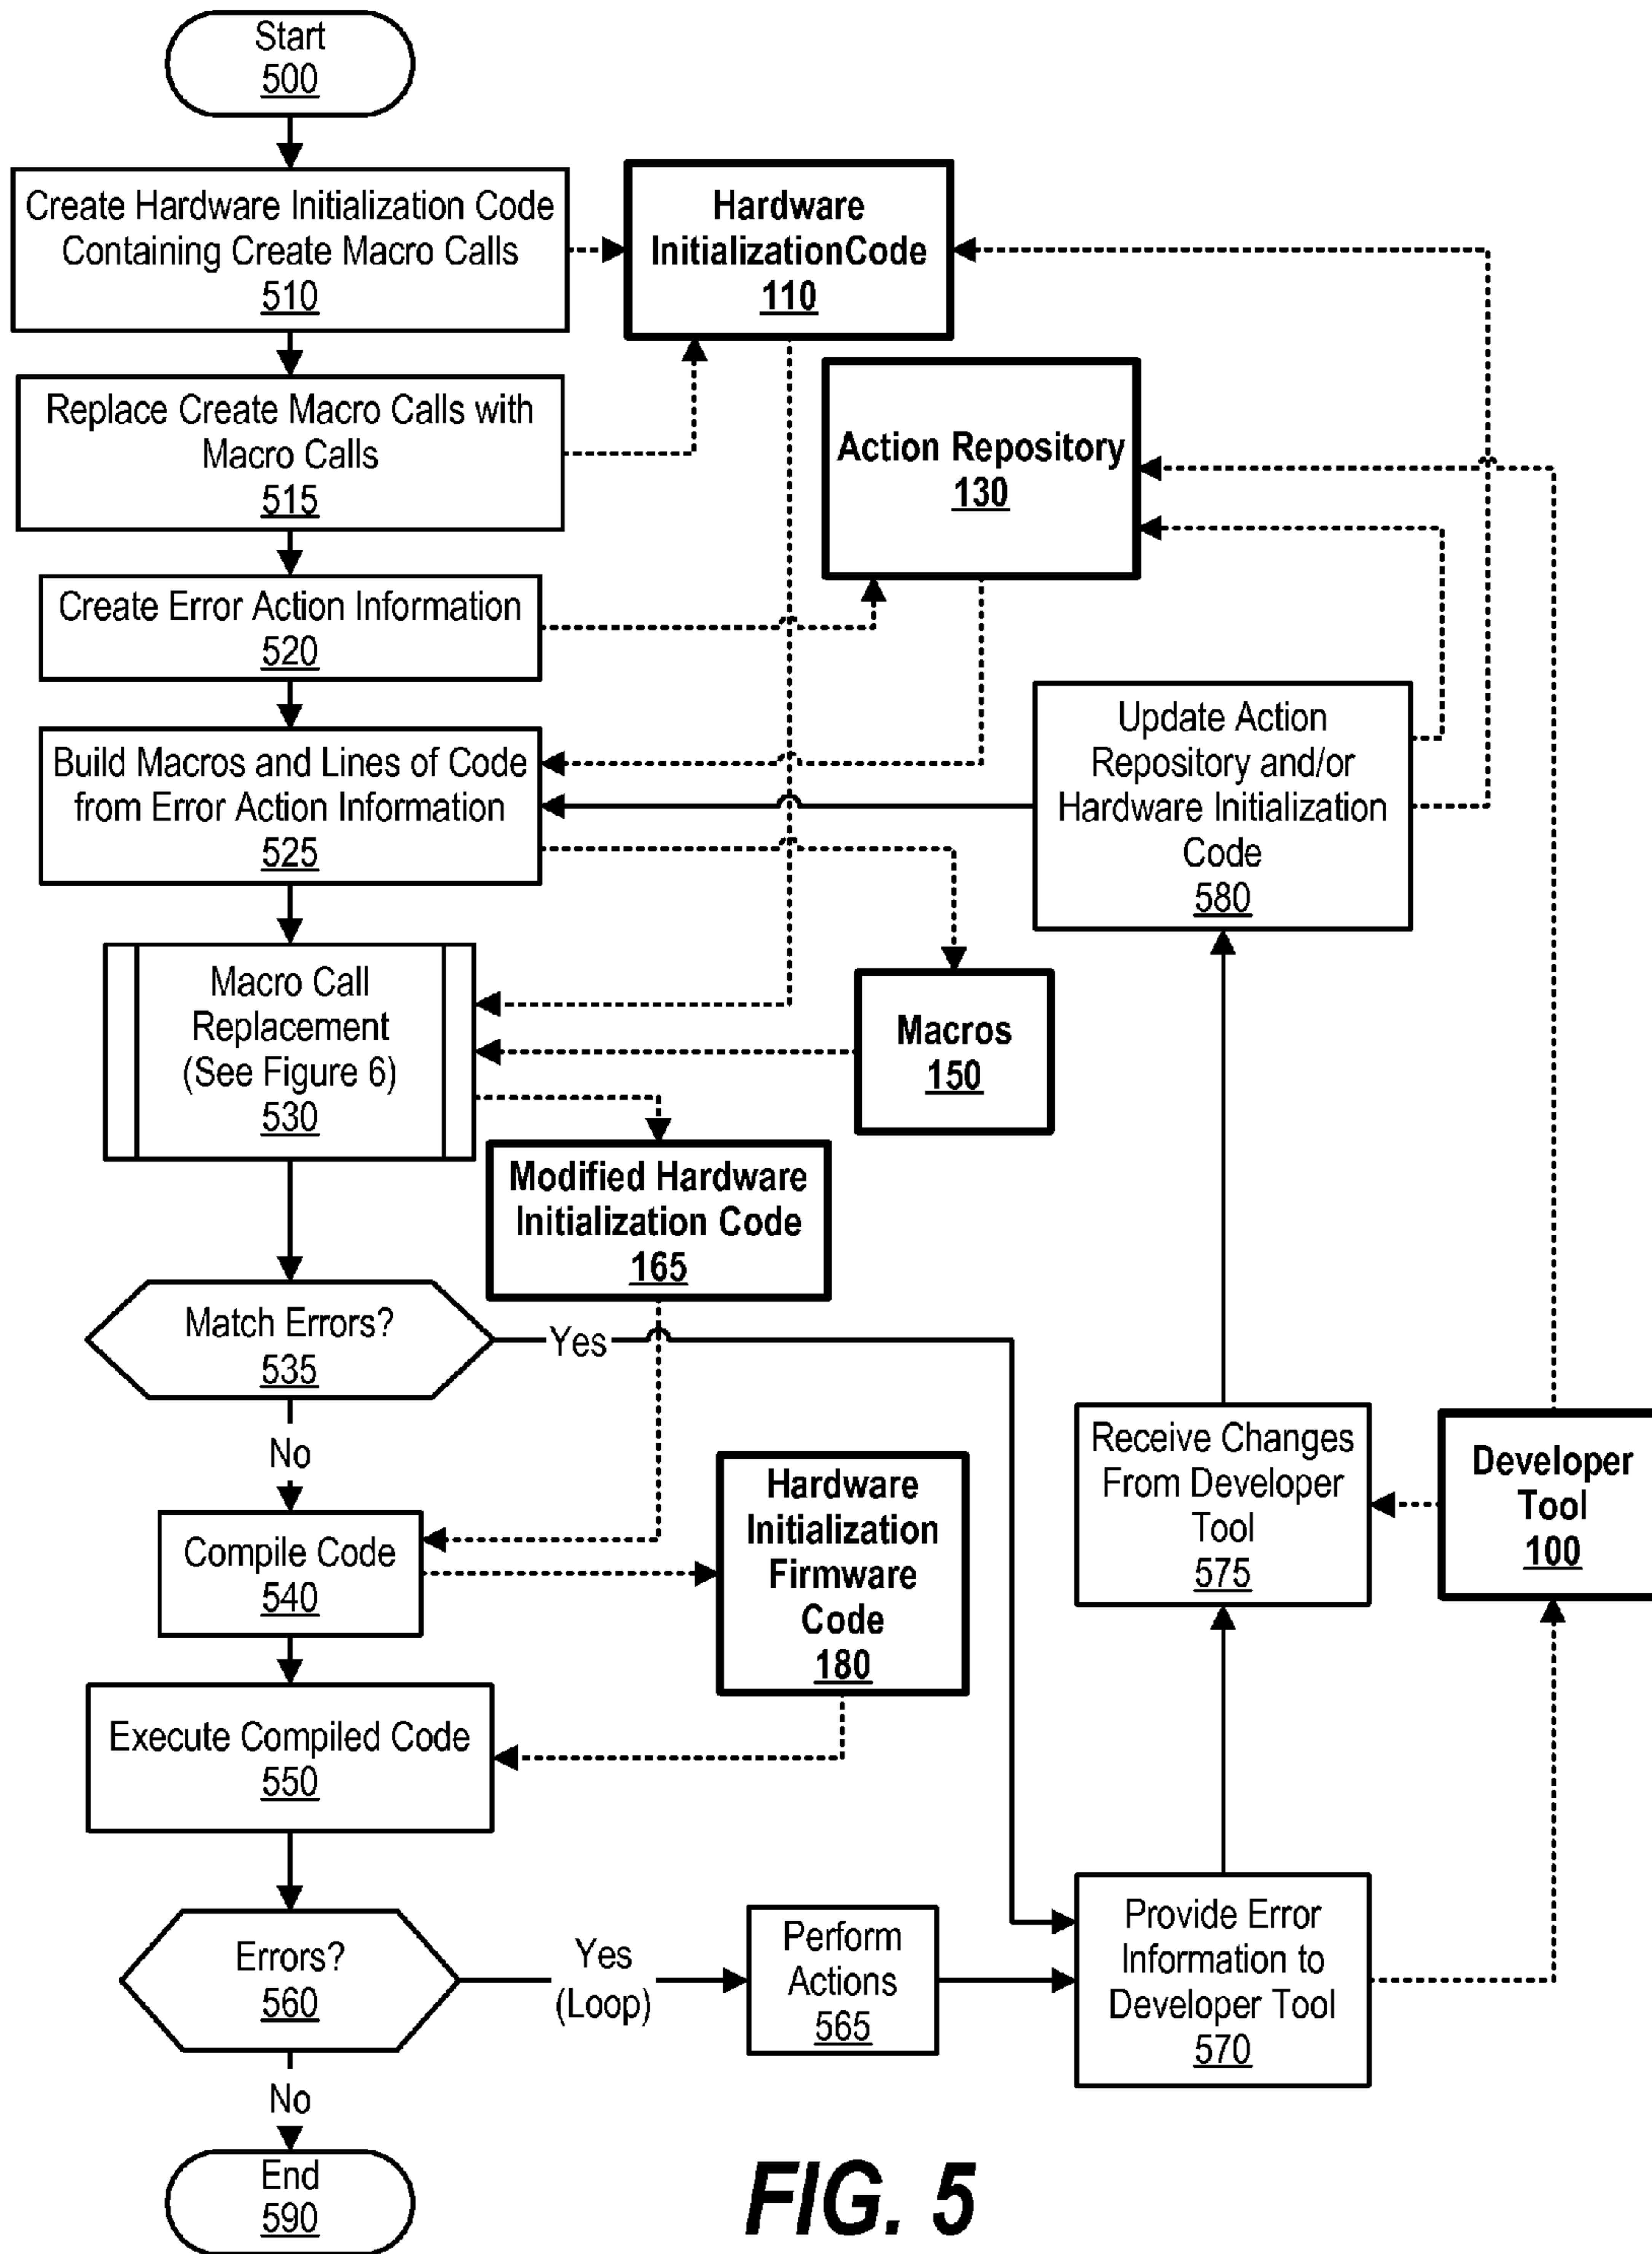 Start
500
Create Hardware Initialization Code
Containing Create Macro Calls
510
Hardware
InitializationCode
110
Replace Create Macro Calls with
Macro Calls
515
Action Repository
130
Create Error Action Information
520
Build Macros and Lines of Code
from Error Action Information
525
Update Action
Repository and/or
Hardware Initialization
Code
580
Macro Call
Replacement
(See Figure 6)
530
Macros
150
Modified Hardware
Initialization Code
165
Match Errors?
535
Yes
No
Receive Changes
From Developer
Tool
575
Developer
Tool
100
Hardware
Initialization
Firmware
Code
180
Compile Code
540
Execute Compiled Code
550
Errors?
560
Yes
(Loop)
Perform
Actions
565
Provide Error
Information to
Developer Tool
570
No
End
590
FIG. 5